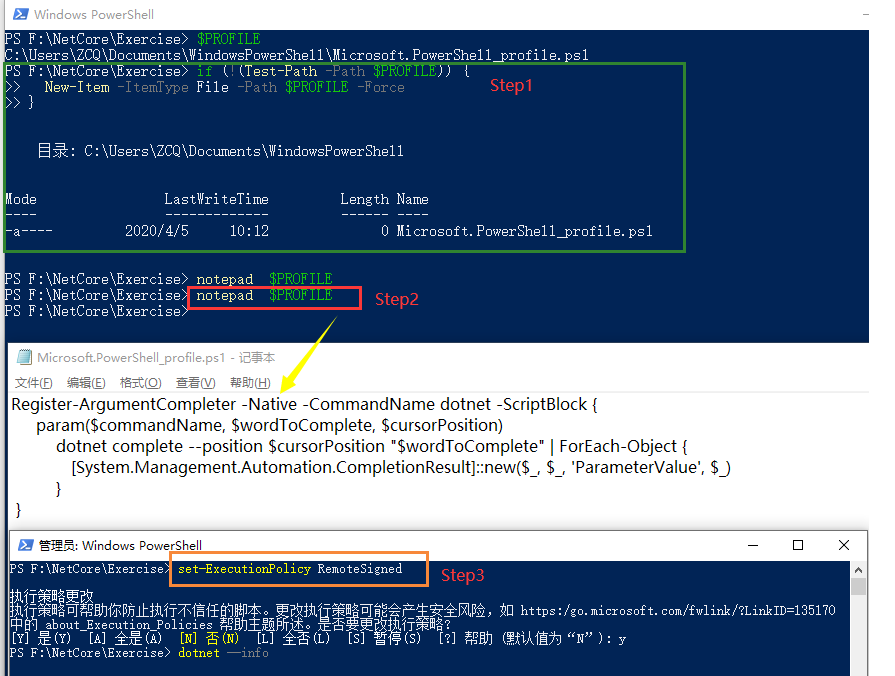 Windows PowerShell
PS F:\NetCore\Exercise> $PROFILE
C:\Users\ZCQ\Documents\WindowsPowerShell\Microsoft.PowerShell_profile.ps1
PS F:\NetCore\Exercise> if (!(Test-Path -Path $PROFILE)) {
>>   New-Item -ItemType File -Path $PROFILE -Force
>> }
Step1
目录: C:\Users\ZCQ\Documents\WindowsPowerShell
Mode                LastWriteTime         Length Name
----                -------------         ------ ----
-a----         2020/4/5     10:12              0 Microsoft.PowerShell_profile.ps1
PS F:\NetCore\Exercise> notepad  $PROFILE
PS F:\NetCore\Exercise> notepad  $PROFILE
Step2
PS F:\NetCore\Exercise>
Microsoft.PowerShell_profile.ps1 - 记事本
文件(F) 编辑(E) 格式(O) 查看(V) 帮助(H)
Register-ArgumentCompleter -Native -CommandName dotnet -ScriptBlock {
param($commandName, $wordToComplete, $cursorPosition)
dotnet complete --position $cursorPosition "$wordToComplete" | ForEach-Object {
[System.Management.Automation.CompletionResult]::new($_, $_, 'ParameterValue', $_)
}
}
管理员: Windows PowerShell
PS F:\NetCore\Exercise> set-ExecutionPolicy RemoteSigned
Step3
执行策略更改
执行策略可帮助你防止执行不信任的脚本。更改执行策略可能会产生安全风险，如 https:/go.microsoft.com/fwlink/?LinkID=135170
中的 about_Execution_Policies 帮助主题所述。是否要更改执行策略?
[Y] 是(Y)  [A] 全是(A)  [N] 否(N)  [L] 全否(L)  [S] 暂停(S)  [?] 帮助 (默认值为“N”): y
PS F:\NetCore\Exercise> dotnet --info